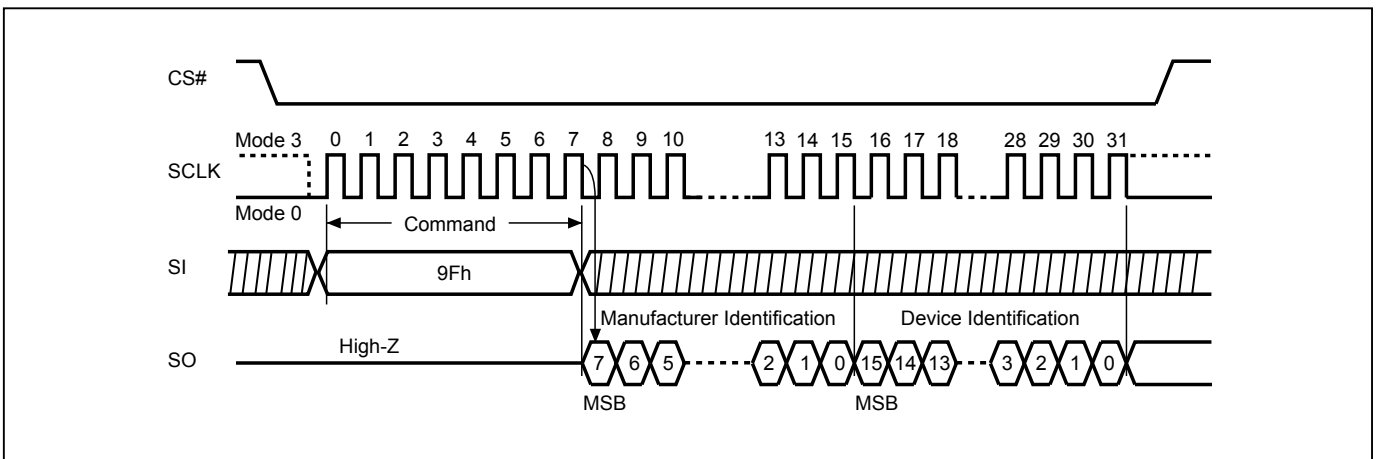 CS#
Mode 3 0 1 2 3 4 5 6 7 8 9 10 13 14 15 16 17 18 28 29 30 31
SCLK
Mode 0
Command
SI
9Fh
Manufacturer Identification Device Identification
High-Z
SO
7 6 5 2 1 0 15 14 13 3 2 1 0
MSB MSB